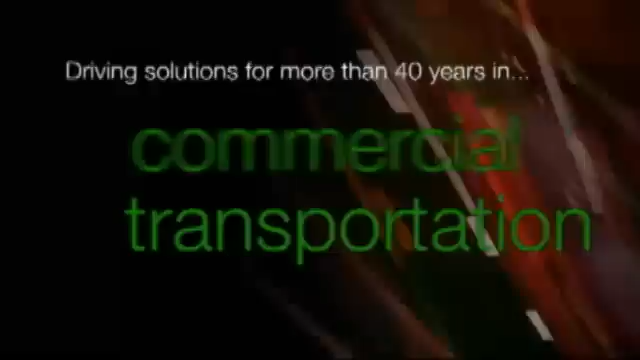 Driving solutions for more than 40 years in...
commercial
transportation